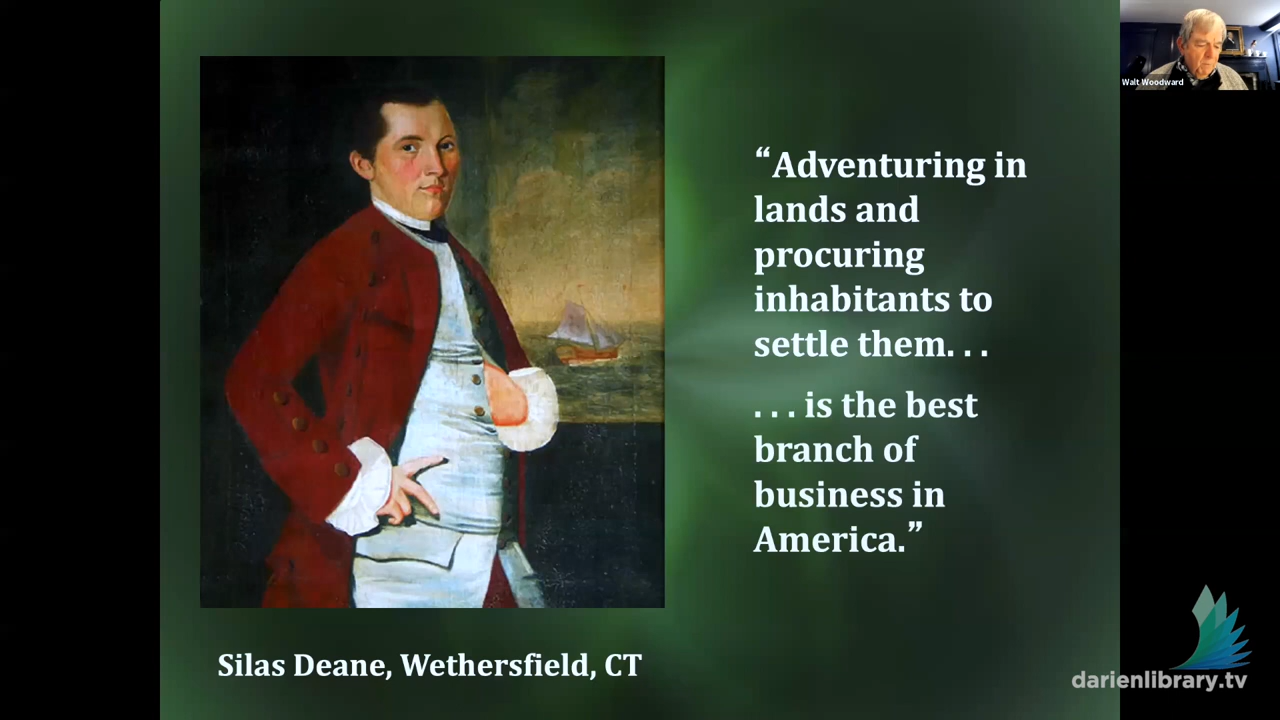 “Adventuring in
lands and
procuring
inhabitants to
settle them. . .
. . . is the best
branch of
business in
America.”
Silas Deane, Wethersfield, CT
Walt Woodward
darienlibrary.tv